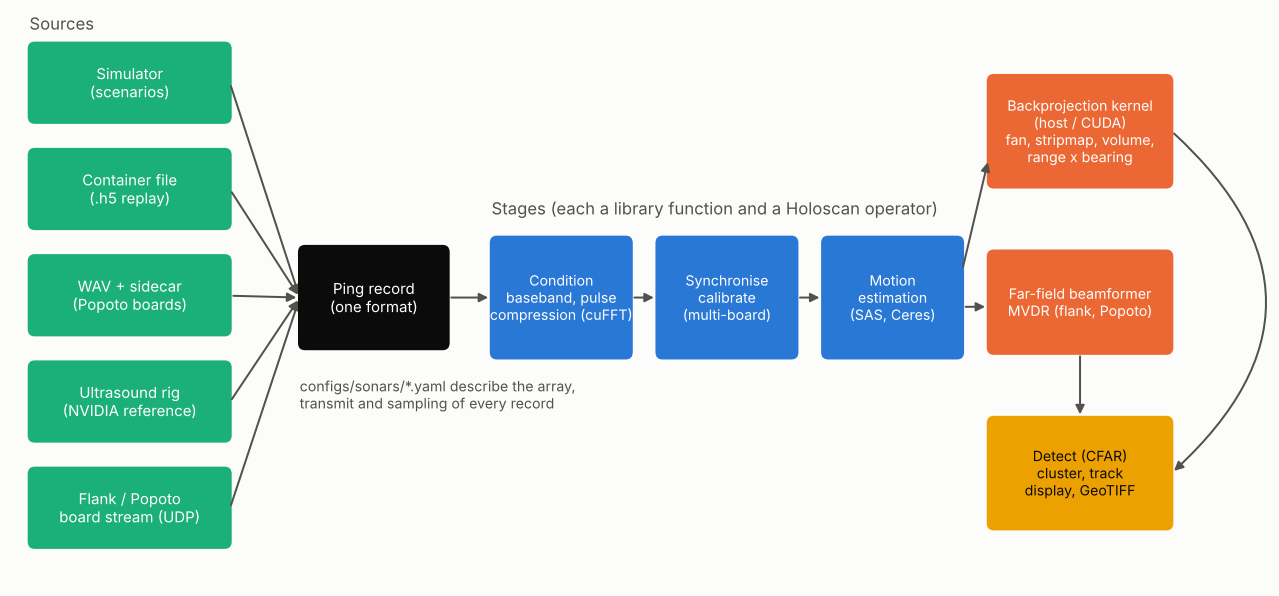 Sources
Simulator
(scenarios)
Container file
(.h5 replay)
WAV + sidecar
(Popoto boards)
Ultrasound rig
(NVIDIA reference)
Flank / Popoto
board stream (UDP)
Ping record
(one format)
configs/sonars/*.yaml describe the array,
transmit and sampling of every record
Stages (each a library function and a Holoscan operator)
Condition
baseband, pulse
compression (cuFFT)
Synchronise
calibrate
(multi-board)
Motion
estimation
(SAS, Ceres)
Backprojection kernel
(host / CUDA)
fan, stripmap, volume,
range x bearing
Far-field beamformer
MVDR (flank, Popoto)
Detect (CFAR)
cluster, track
display, GeoTIFF